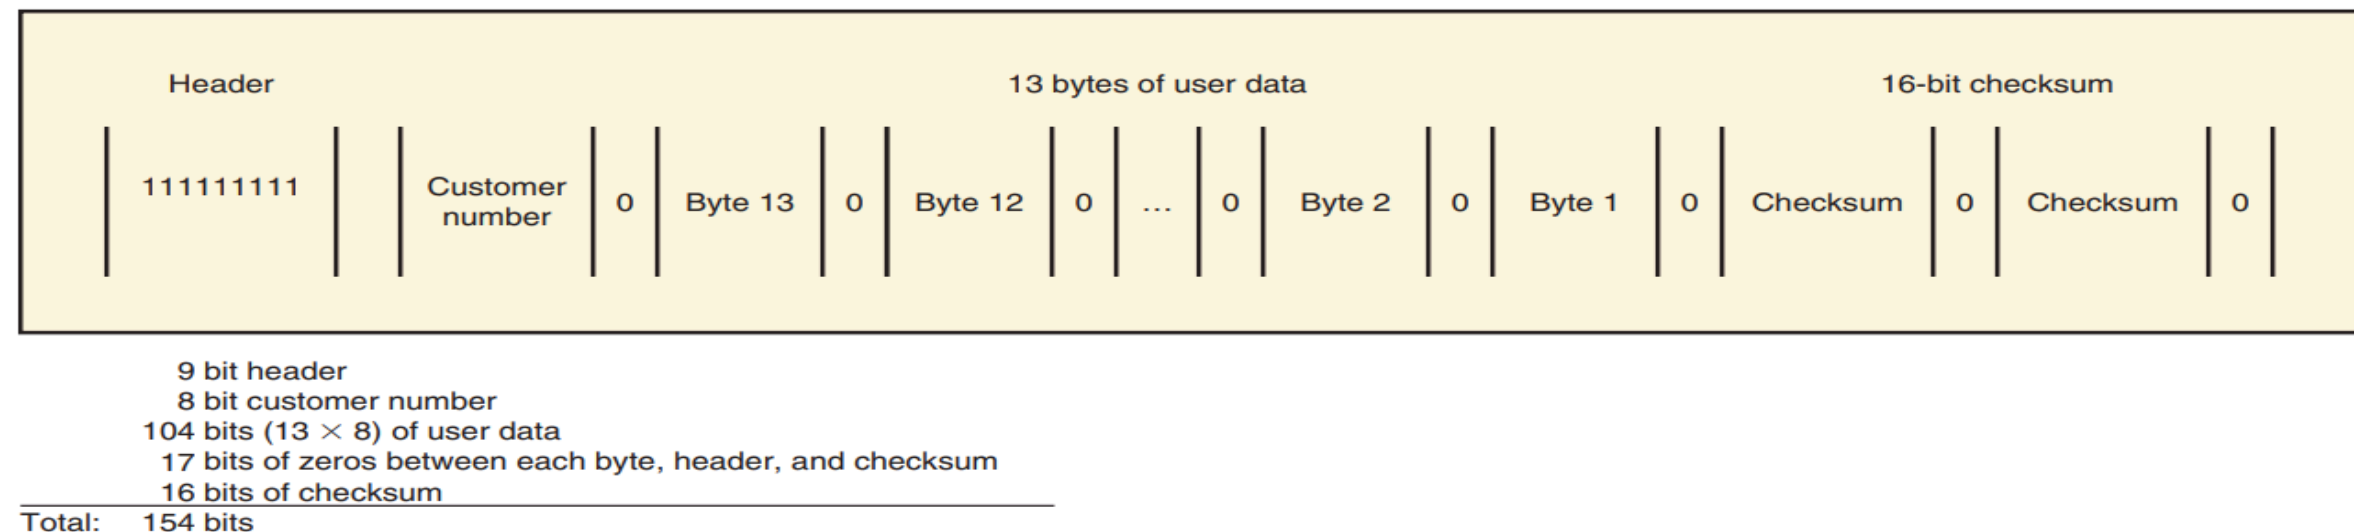 Header 13 bytes of user data 16-bit checksum
111111111 Customer number 0 Byte 13 0 Byte 12 0 ... 0 Byte 2 0 Byte 1 0 Checksum 0 Checksum 0
9 bit header
8 bit customer number
104 bits (13 × 8) of user data
17 bits of zeros between each byte, header, and checksum
16 bits of checksum
Total: 154 bits